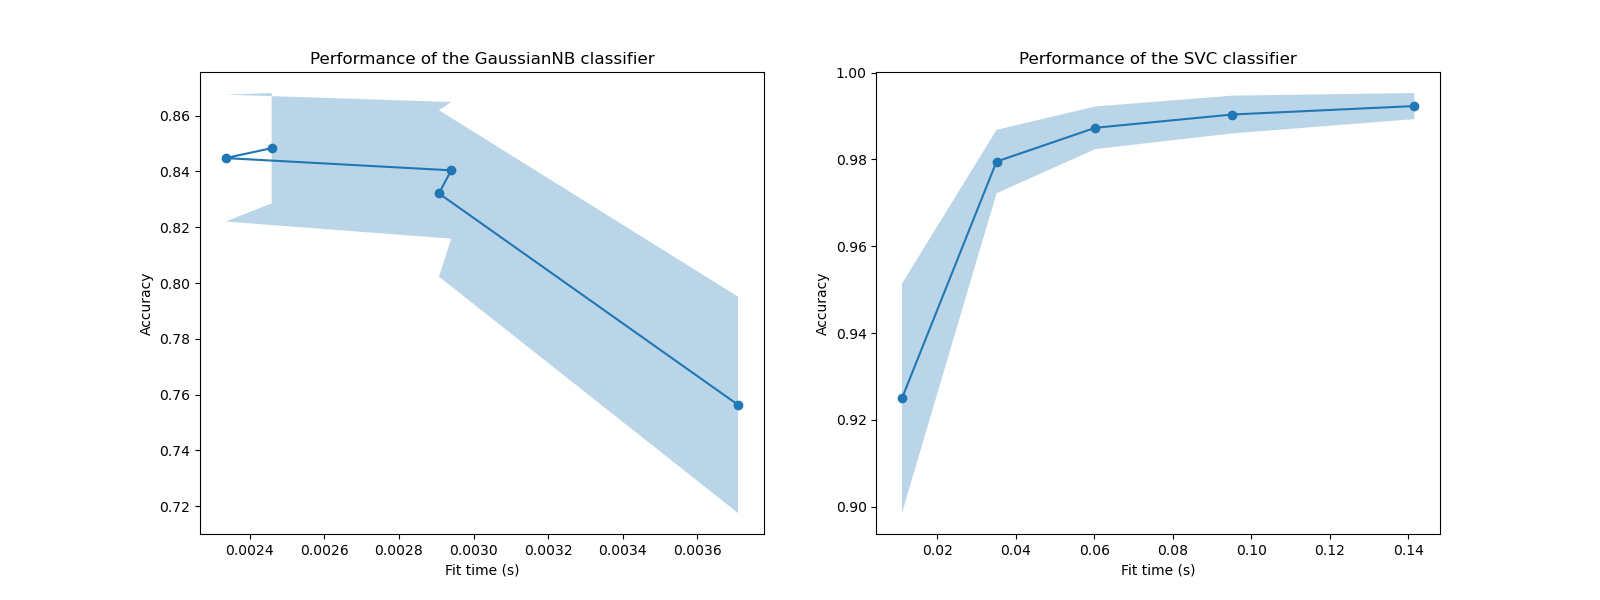 Performance of the GaussianNB classifier
0.86
0.84
0.82
0.80
0.78
0.76
0.74
0.72
Accuracy
0.0024 0.0026 0.0028 0.0030 0.0032 0.0034 0.0036
Fit time (s)
Performance of the SVC classifier
1.00
0.98
0.96
0.94
0.92
0.90
Accuracy
0.02 0.04 0.06 0.08 0.10 0.12 0.14
Fit time (s)